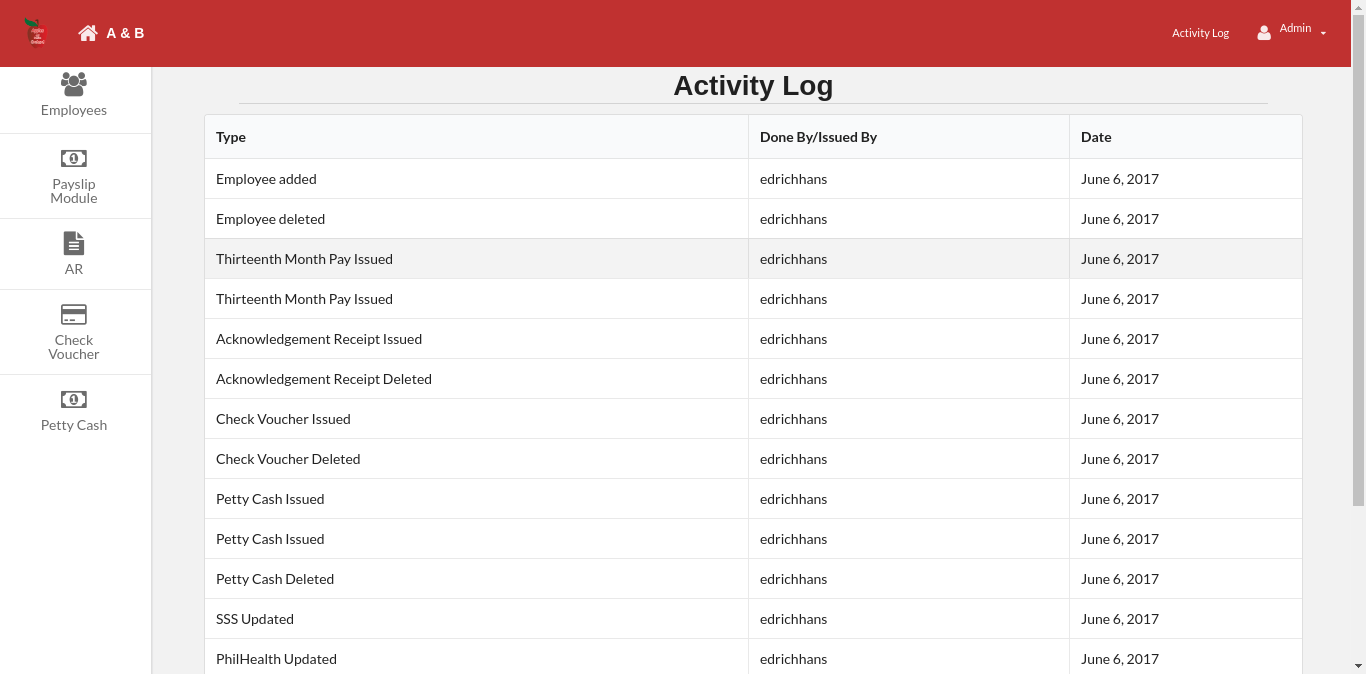 A & B
Activity Log
Admin
Employees
Payslip
Module
AR
Check
Voucher
Petty Cash
Activity Log
Type Done By/Issued By Date
Employee added edrichhans June 6, 2017
Employee deleted edrichhans June 6, 2017
Thirteenth Month Pay Issued edrichhans June 6, 2017
Thirteenth Month Pay Issued edrichhans June 6, 2017
Acknowledgement Receipt Issued edrichhans June 6, 2017
Acknowledgement Receipt Deleted edrichhans June 6, 2017
Check Voucher Issued edrichhans June 6, 2017
Check Voucher Deleted edrichhans June 6, 2017
Petty Cash Issued edrichhans June 6, 2017
Petty Cash Issued edrichhans June 6, 2017
Petty Cash Deleted edrichhans June 6, 2017
SSS Updated edrichhans June 6, 2017
PhilHealth Updated edrichhans June 6, 2017